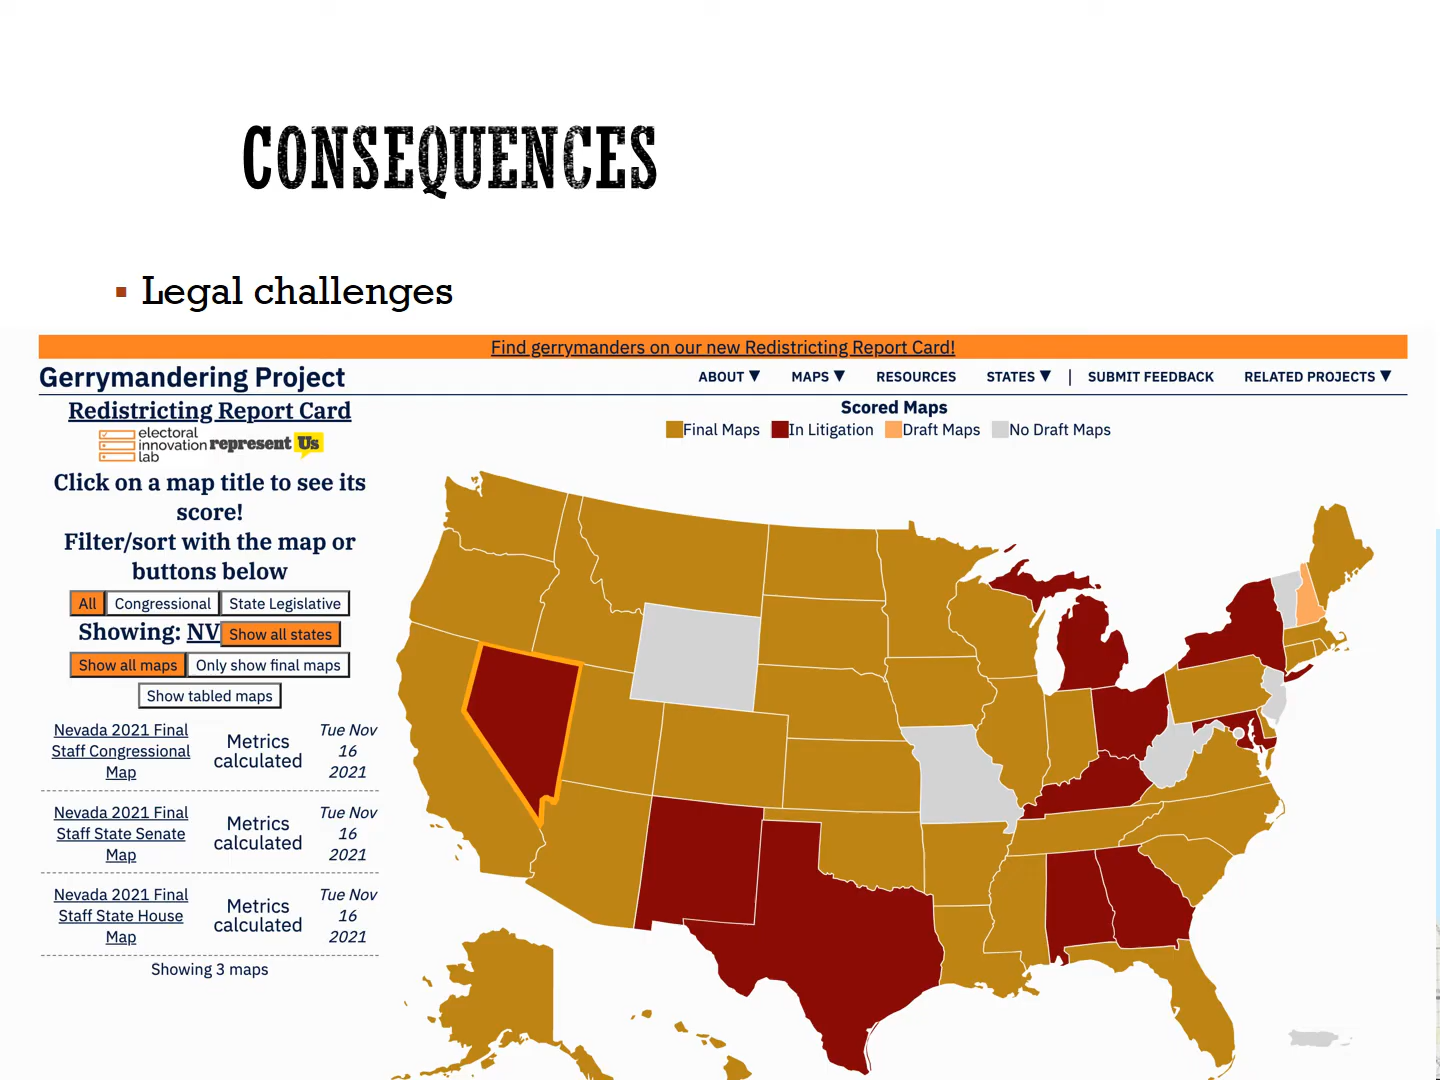 CONSEQUENCES
▪ Legal challenges
Find gerrymanders on our new Redistricting Report Card!
Gerrymandering Project
ABOUT ▼ MAPS ▼ RESOURCES STATES ▼ | SUBMIT FEEDBACK RELATED PROJECTS ▼
Redistricting Report Card
electoral
innovation
lab
represent Us
Click on a map title to see its
score!
Filter/sort with the map or
buttons below
All Congressional State Legislative
Showing: NV Show all states
Show all maps Only show final maps
Show tabled maps
Nevada 2021 Final
Staff Congressional
Map
Metrics
calculated
Tue Nov
16
2021
Nevada 2021 Final
Staff State Senate
Map
Metrics
calculated
Tue Nov
16
2021
Nevada 2021 Final
Staff State House
Map
Metrics
calculated
Tue Nov
16
2021
Showing 3 maps
Scored Maps
Final Maps In Litigation Draft Maps No Draft Maps